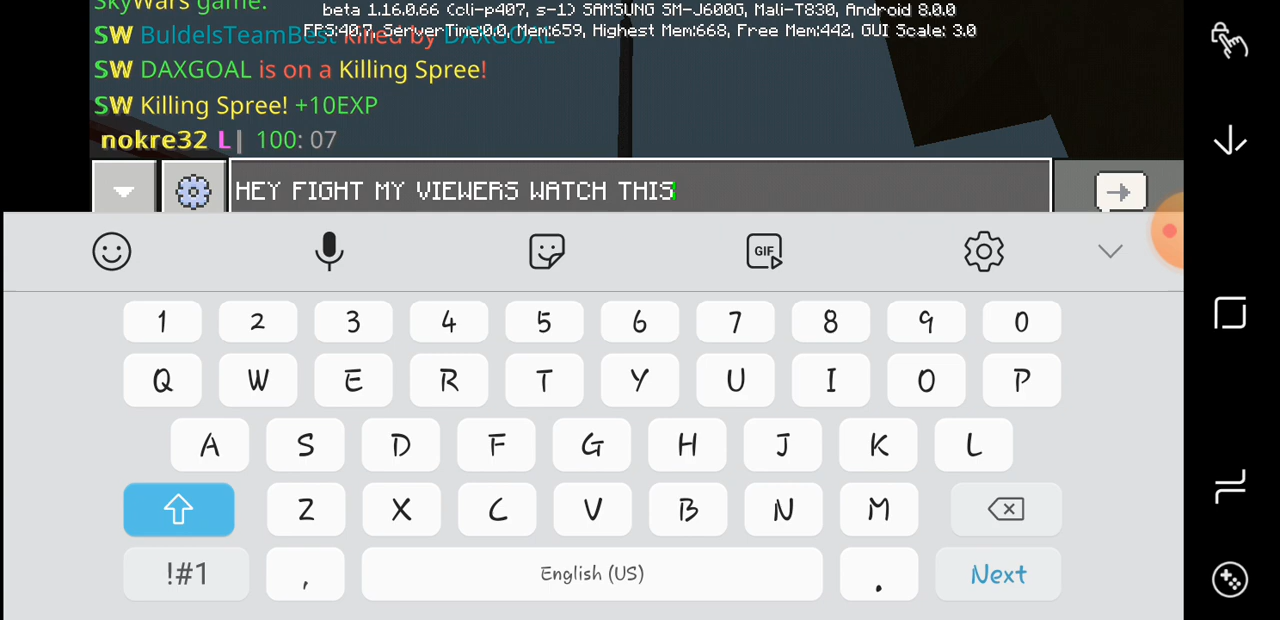 SkyWars game.
beta 1.16.0.66 (cli-p407, s-1) SAMSUNG SM-J600G, Mali-T830, Android 8.0.0
FPS:40.7, ServerTime:0.0, Mem:659, Highest Mem:668, Free Mem:442, GUI Scale: 3.0
SW BuldelsTeamBest killed by DAXGOAL
SW DAXGOAL is on a Killing Spree!
SW Killing Spree! +10EXP
nokre32 L| 100: 07
HEY FIGHT MY VIEWERS WATCH THIS
GIF
1 2 3 4 5 6 7 8 9 0
Q W E R T Y U I O P
A S D F G H J K L
Z X C V B N M
!#1 , English (US) . Next